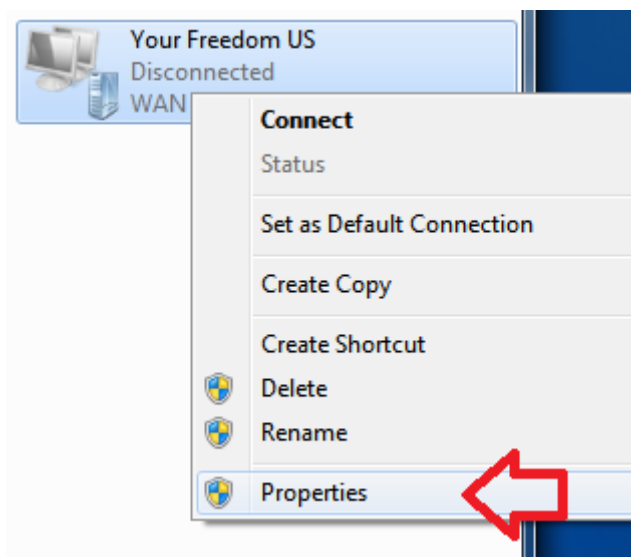 Your Freedom US
Disconnected
WAN
Connect
Status
Set as Default Connection
Create Copy
Create Shortcut
Delete
Rename
Properties